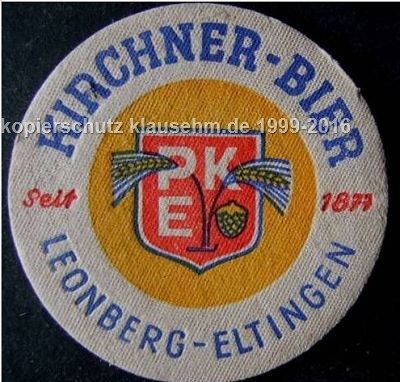 KIRCHNER-BIER
kopierschutz klausehm.de 1999-2016
PK
E
Seit 1877
LEONBERG-ELTINGEN